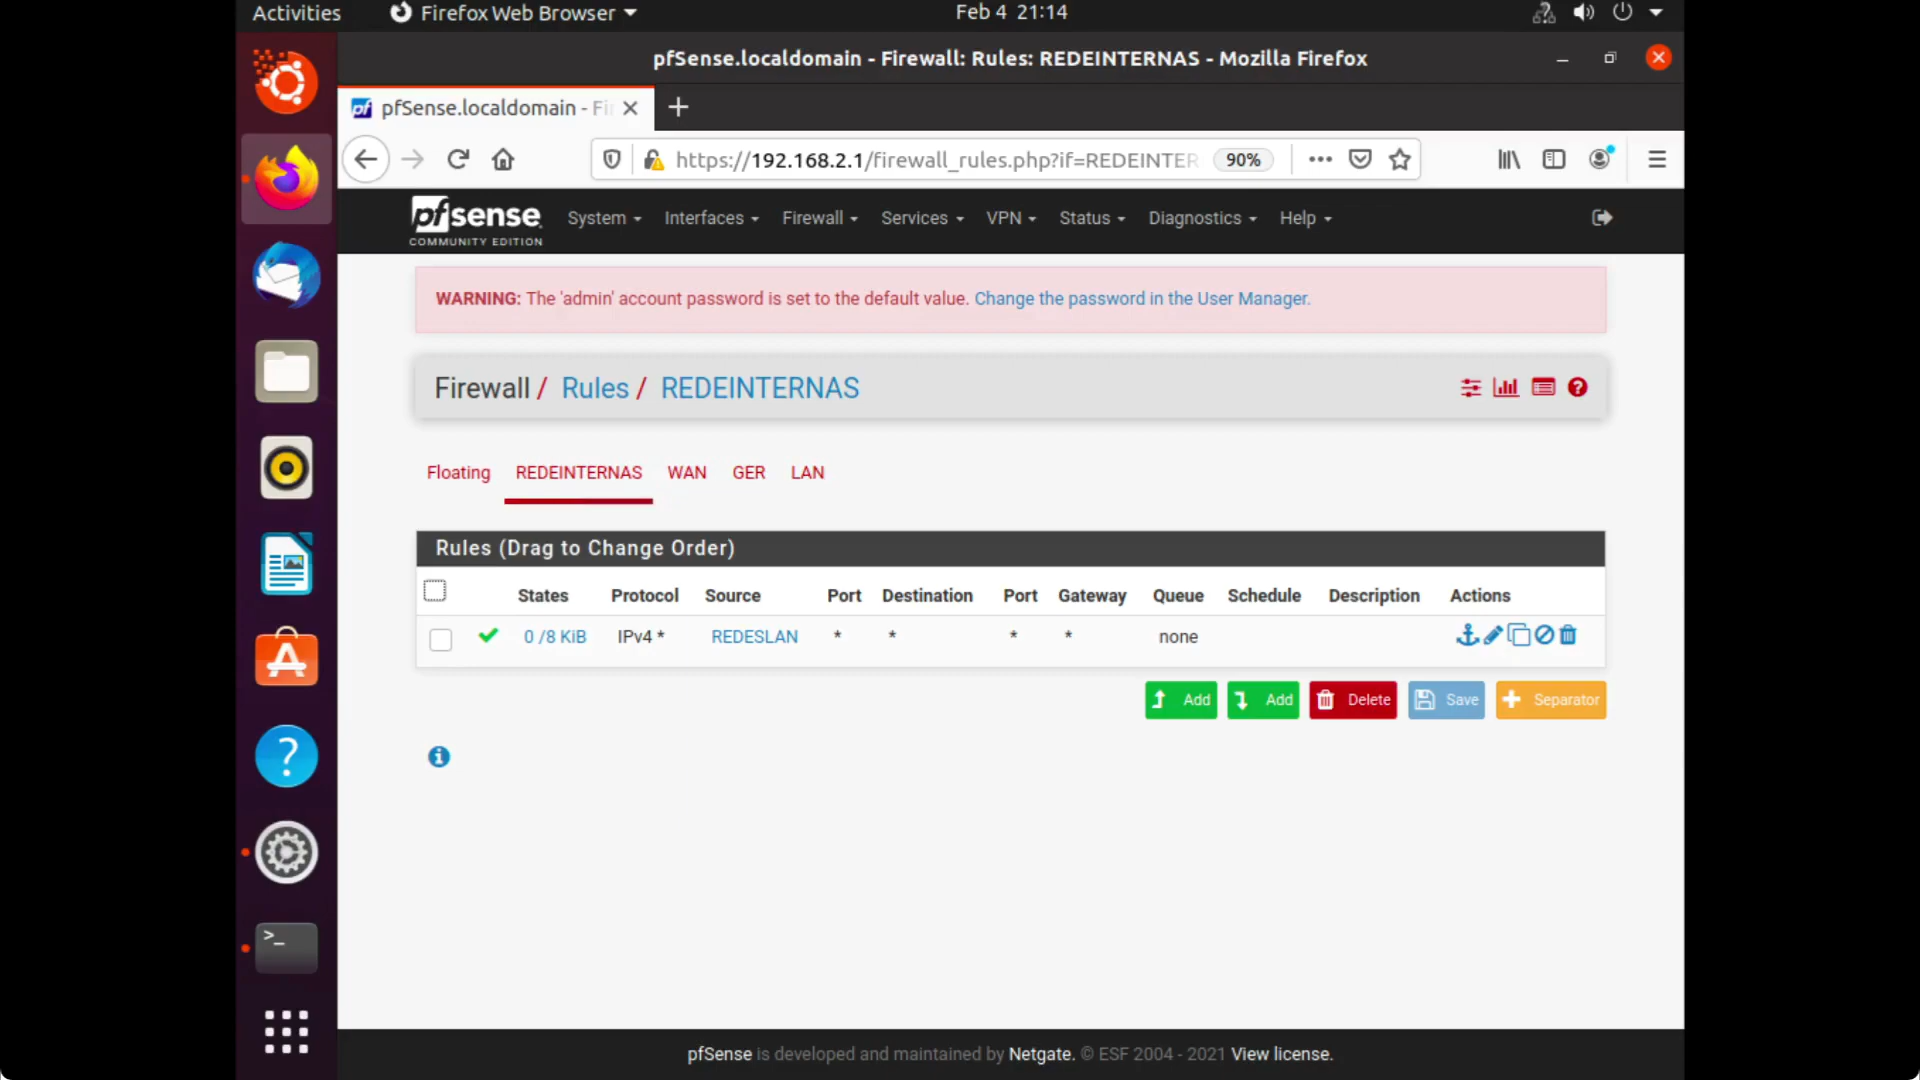 Activities Firefox Web Browser Feb 4 21:14
pfSense.localdomain - Firewall: Rules: REDEINTERNAS - Mozilla Firefox
pfSense.localdomain - Fi
https://192.168.2.1/firewall_rules.php?if=REDEINTER 90%
pfsense System Interfaces Firewall Services VPN Status Diagnostics Help
COMMUNITY EDITION
WARNING: The 'admin' account password is set to the default value. Change the password in the User Manager.
Firewall / Rules / REDEINTERNAS
Floating REDEINTERNAS WAN GER LAN
Rules (Drag to Change Order)
States Protocol Source Port Destination Port Gateway Queue Schedule Description Actions
0 /8 KiB IPv4 * REDESLAN * * * * none
Add Add Delete Save Separator
pfSense is developed and maintained by Netgate. © ESF 2004 - 2021 View license.